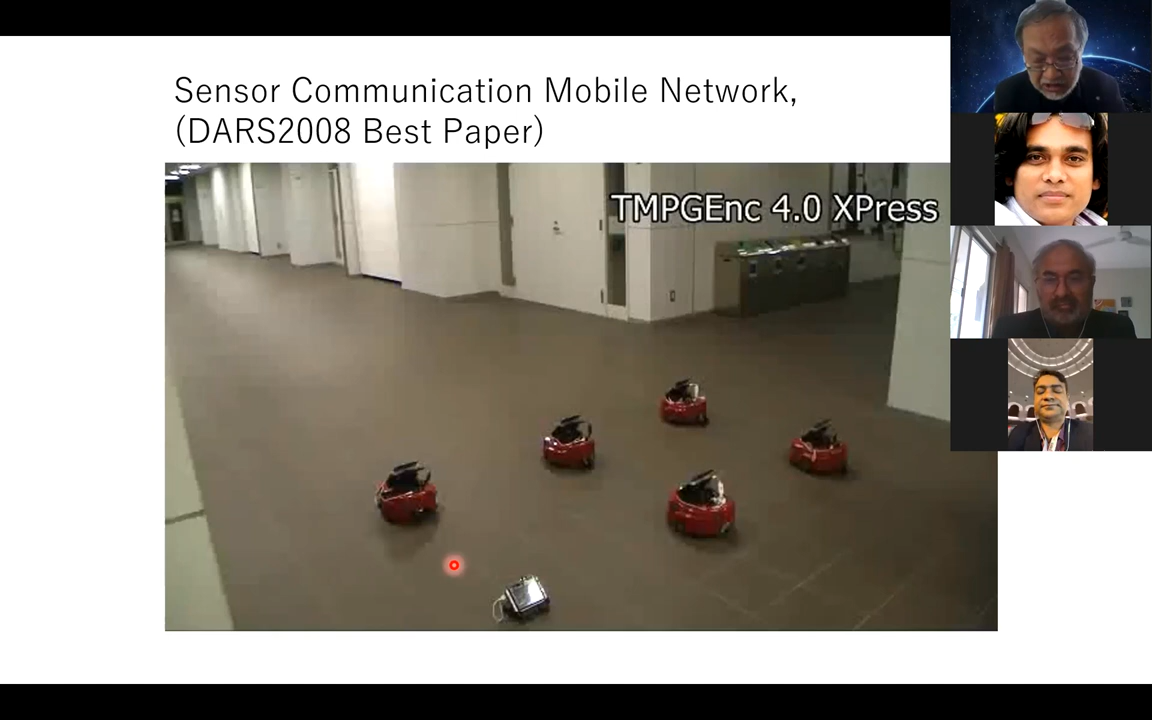 Sensor Communication Mobile Network,
(DARS2008 Best Paper)
TMPGEnc 4.0 XPress